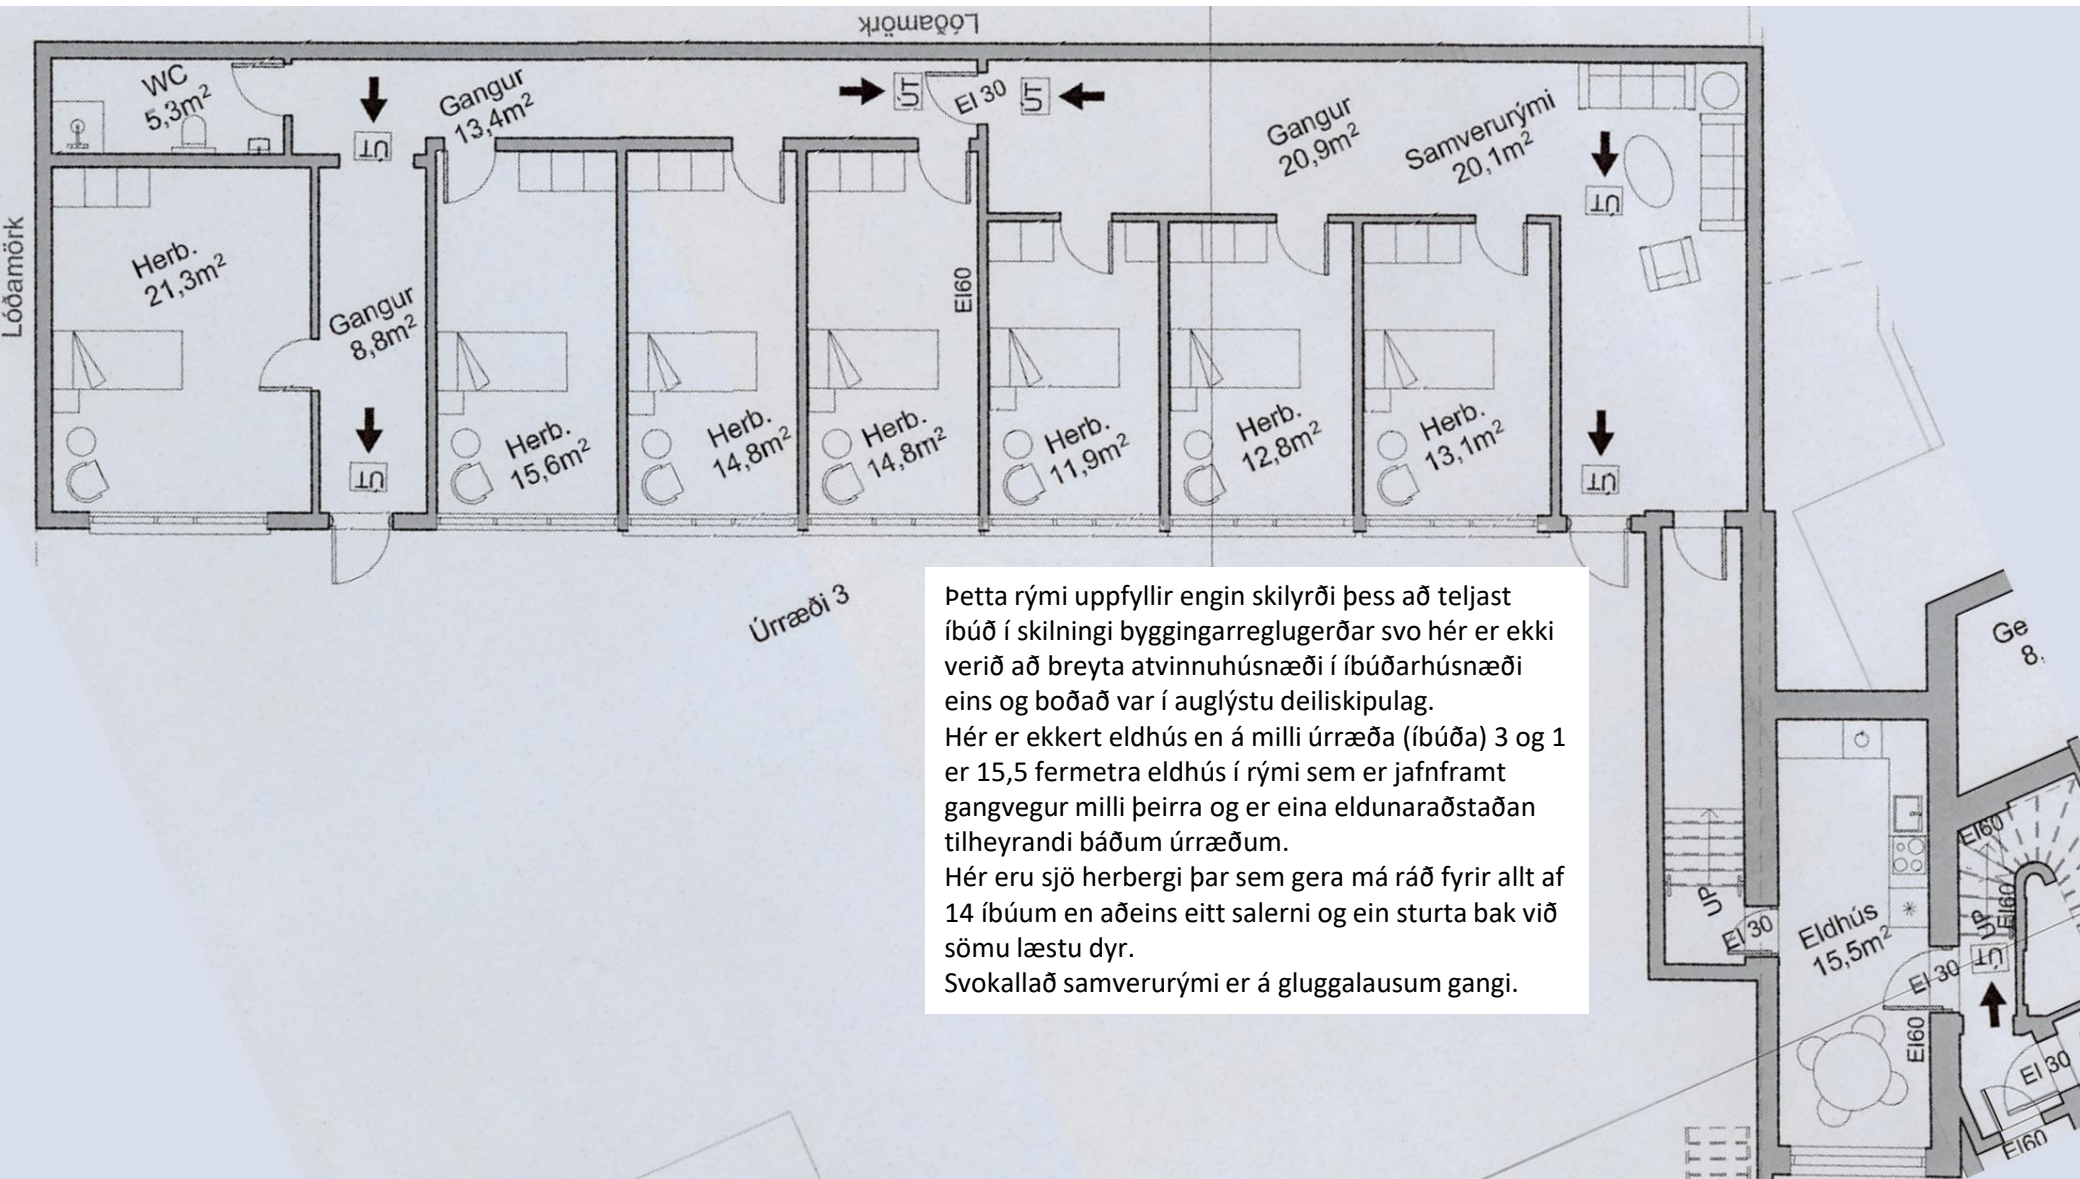 Lóðamörk
WC
5,3m²
ÚT
Gangur
13,4m²
ÚT
EI 30
ÚT
Gangur
20,9m²
Samverurými
20,1m²
ÚT
Lóðamörk
Herb.
21,3m²
Gangur
8,8m²
ÚT
Herb.
15,6m²
Herb.
14,8m²
Herb.
14,8m²
EI60
Herb.
11,9m²
Herb.
12,8m²
Herb.
13,1m²
ÚT
Úrræði 3
Þetta rými uppfyllir engin skilyrði þess að teljast
íbúð í skilningi byggingarreglugerðar svo hér er ekki
verið að breyta atvinnuhúsnæði í íbúðarhúsnæði
eins og boðað var í auglýstu deiliskipulag.
Hér er ekkert eldhús en á milli úrræða (íbúða) 3 og 1
er 15,5 fermetra eldhús í rými sem er jafnframt
gangvegur milli þeirra og er eina eldunaraðstaðan
tilheyrandi báðum úrræðum.
Hér eru sjö herbergi þar sem gera má ráð fyrir allt af
14 íbúum en aðeins eitt salerni og ein sturta bak við
sömu læstu dyr.
Svokallað samverurými er á gluggalausum gangi.
Ge
8,
EI60
UP
EI 30
Eldhús
15,5m²
EI60
UP
ÚT
EI 30
EI60
EI 30
EI60